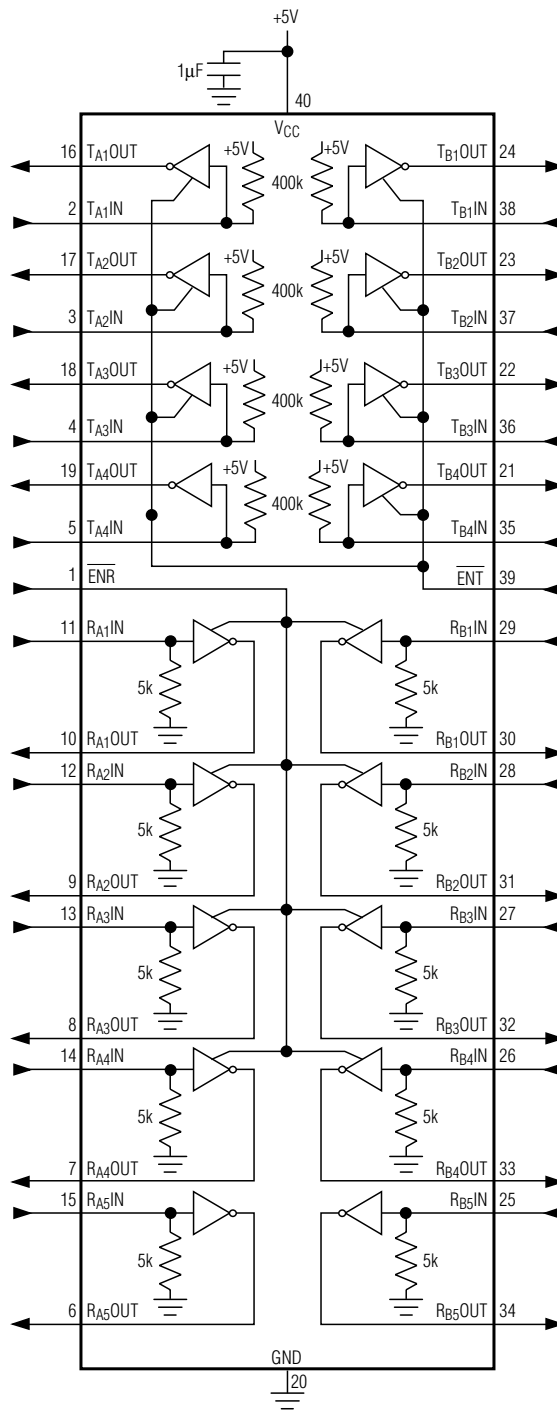 +5V
1μF
40
VCC
16 TA1OUT +5V +5V TB1OUT 24
400k
2 TA1IN TB1IN 38
17 TA2OUT +5V +5V TB2OUT 23
400k
3 TA2IN TB2IN 37
18 TA3OUT +5V +5V TB3OUT 22
400k
4 TA3IN TB3IN 36
19 TA4OUT +5V +5V TB4OUT 21
400k
5 TA4IN TB4IN 35
1 ENR ENT 39
11 RA1IN RB1IN 29
5k 5k
10 RA1OUT RB1OUT 30
12 RA2IN RB2IN 28
5k 5k
9 RA2OUT RB2OUT 31
13 RA3IN RB3IN 27
5k 5k
8 RA3OUT RB3OUT 32
14 RA4IN RB4IN 26
5k 5k
7 RA4OUT RB4OUT 33
15 RA5IN RB5IN 25
5k 5k
6 RA5OUT RB5OUT 34
GND
20